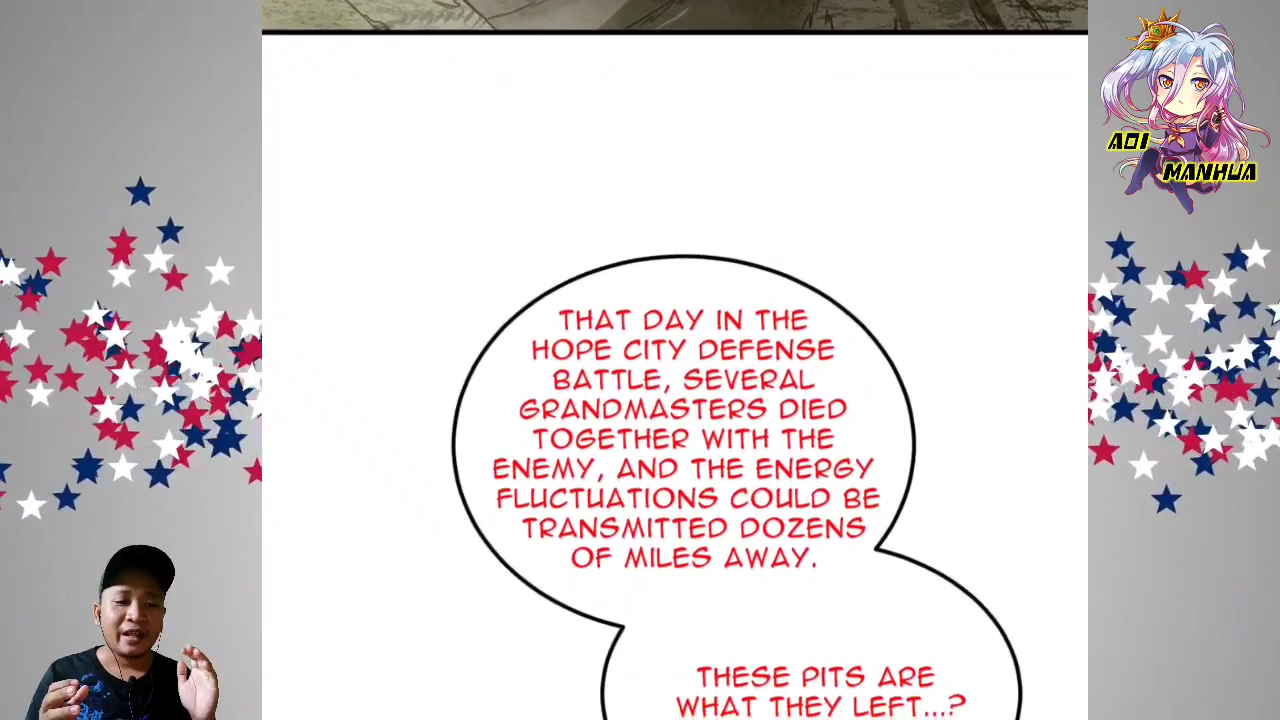 AOI
MANHUA
THAT DAY IN THE
HOPE CITY DEFENSE
BATTLE, SEVERAL
GRANDMASTERS DIED
TOGETHER WITH THE
ENEMY, AND THE ENERGY
FLUCTUATIONS COULD BE
TRANSMITTED DOZENS
OF MILES AWAY.
THESE PITS ARE
WHAT THEY LEFT...?